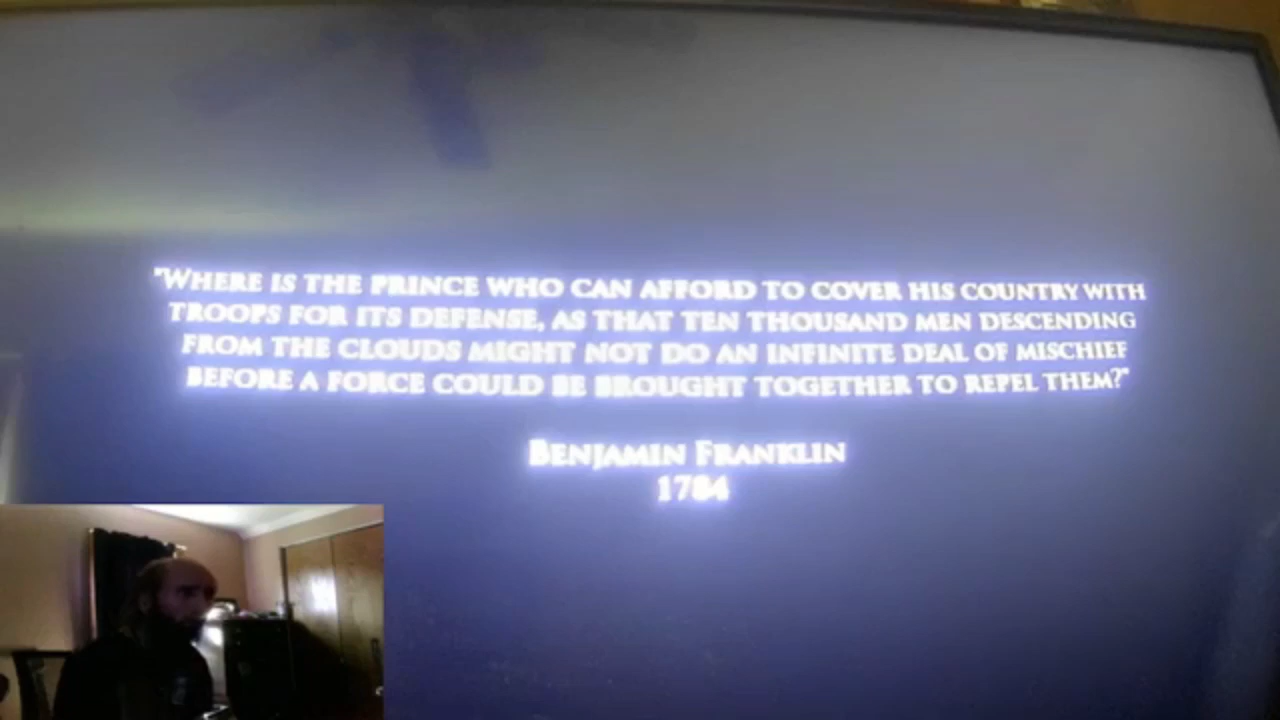 "WHERE IS THE PRINCE WHO CAN AFFORD TO COVER HIS COUNTRY WITH
TROOPS FOR ITS DEFENSE, AS THAT TEN THOUSAND MEN DESCENDING
FROM THE CLOUDS MIGHT NOT DO AN INFINITE DEAL OF MISCHIEF
BEFORE A FORCE COULD BE BROUGHT TOGETHER TO REPEL THEM?"
BENJAMIN FRANKLIN
1784